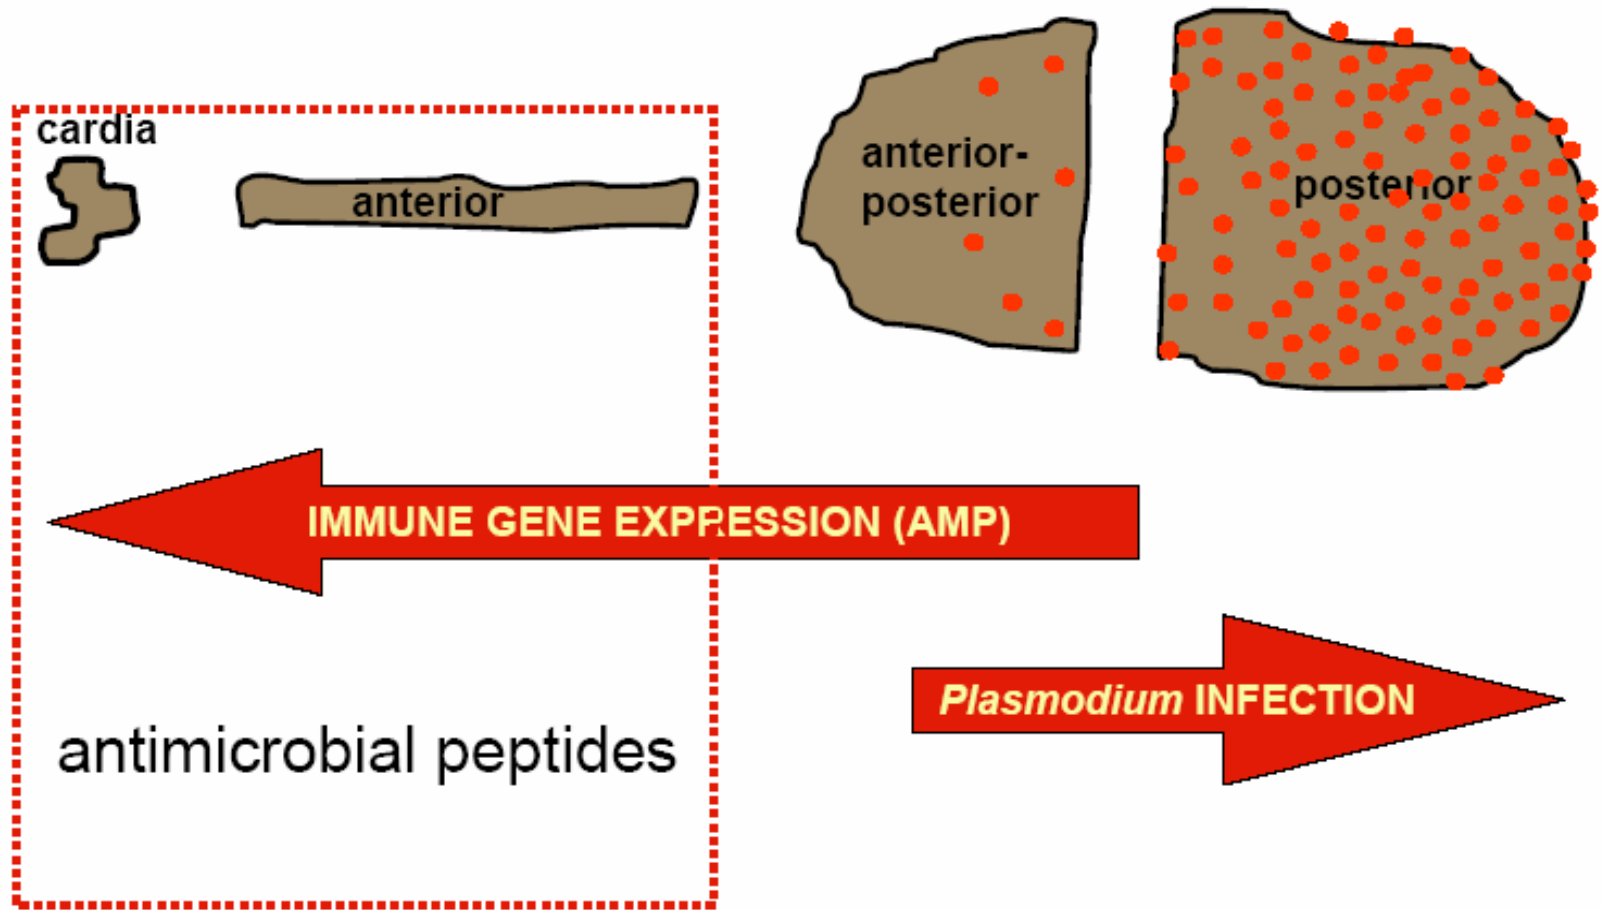 cardia
anterior
anterior-
posterior
posterior
IMMUNE GENE EXPRESSION (AMP)
Plasmodium INFECTION
antimicrobial peptides